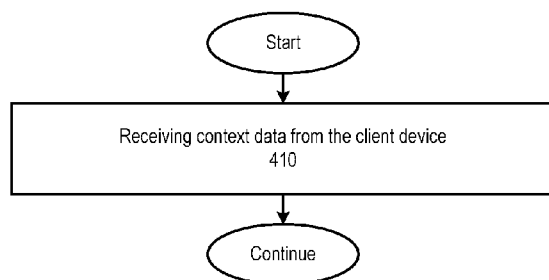 Start
Receiving context data from the client device
410
Continue